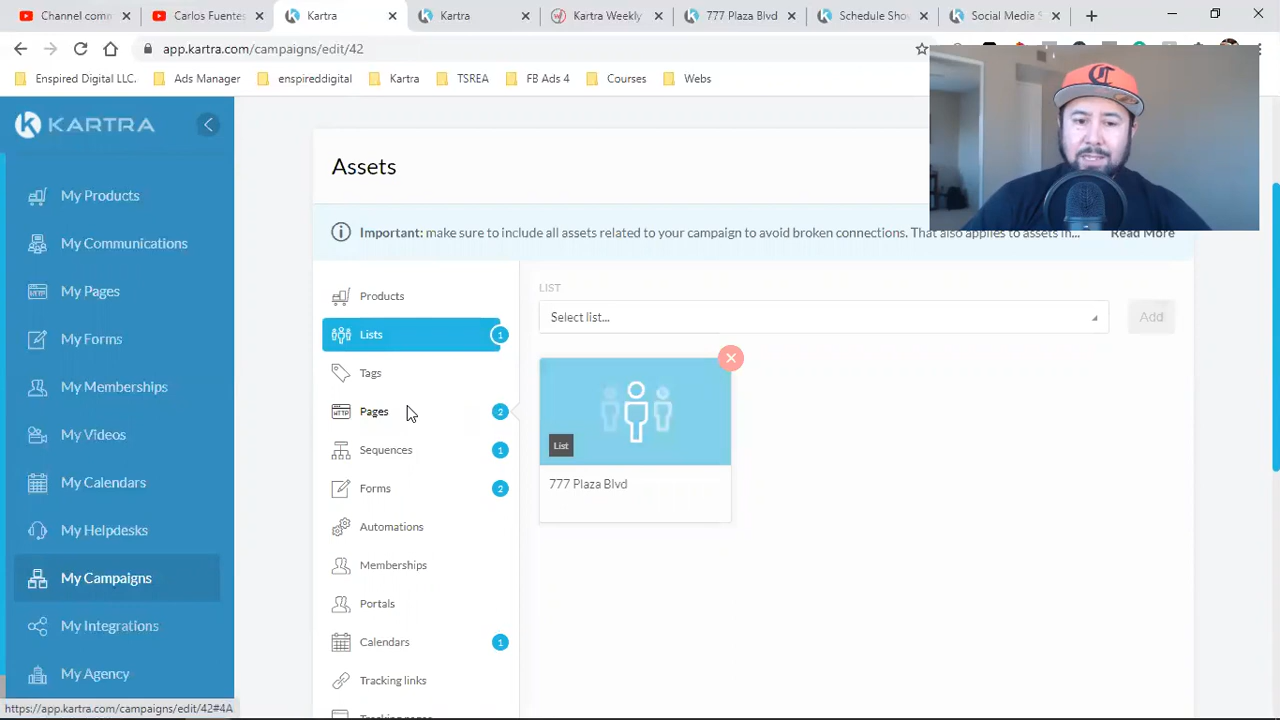 Channel comm
Carlos Fuentes
Kartra
Kartra
Kartra Weekly
777 Plaza Blvd
Schedule Sho
Social Media S
app.kartra.com/campaigns/edit/42
Enspired Digital LLC.
Ads Manager
enspireddigital
Kartra
TSREA
FB Ads 4
Courses
Webs
KARTRA
My Products
My Communications
My Pages
My Forms
My Memberships
My Videos
My Calendars
My Helpdesks
My Campaigns
My Integrations
My Agency
https://app.kartra.com/campaigns/edit/42#4A
Assets
Important: make sure to include all assets related to your campaign to avoid broken connections. That also applies to assets in... Read More
Products
Lists 1
Tags
Pages 2
Sequences 1
Forms 2
Automations
Memberships
Portals
Calendars 1
Tracking links
LIST
Select list...
Add
List
777 Plaza Blvd